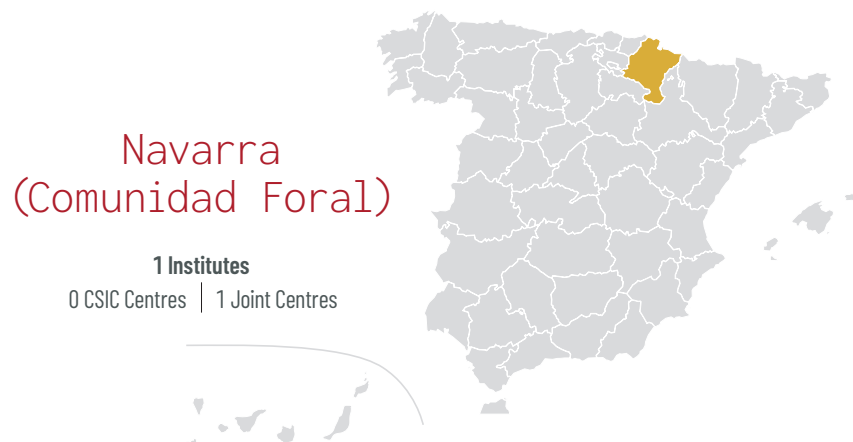 Navarra
(Comunidad Foral)
1 Institutes
0 CSIC Centres | 1 Joint Centres